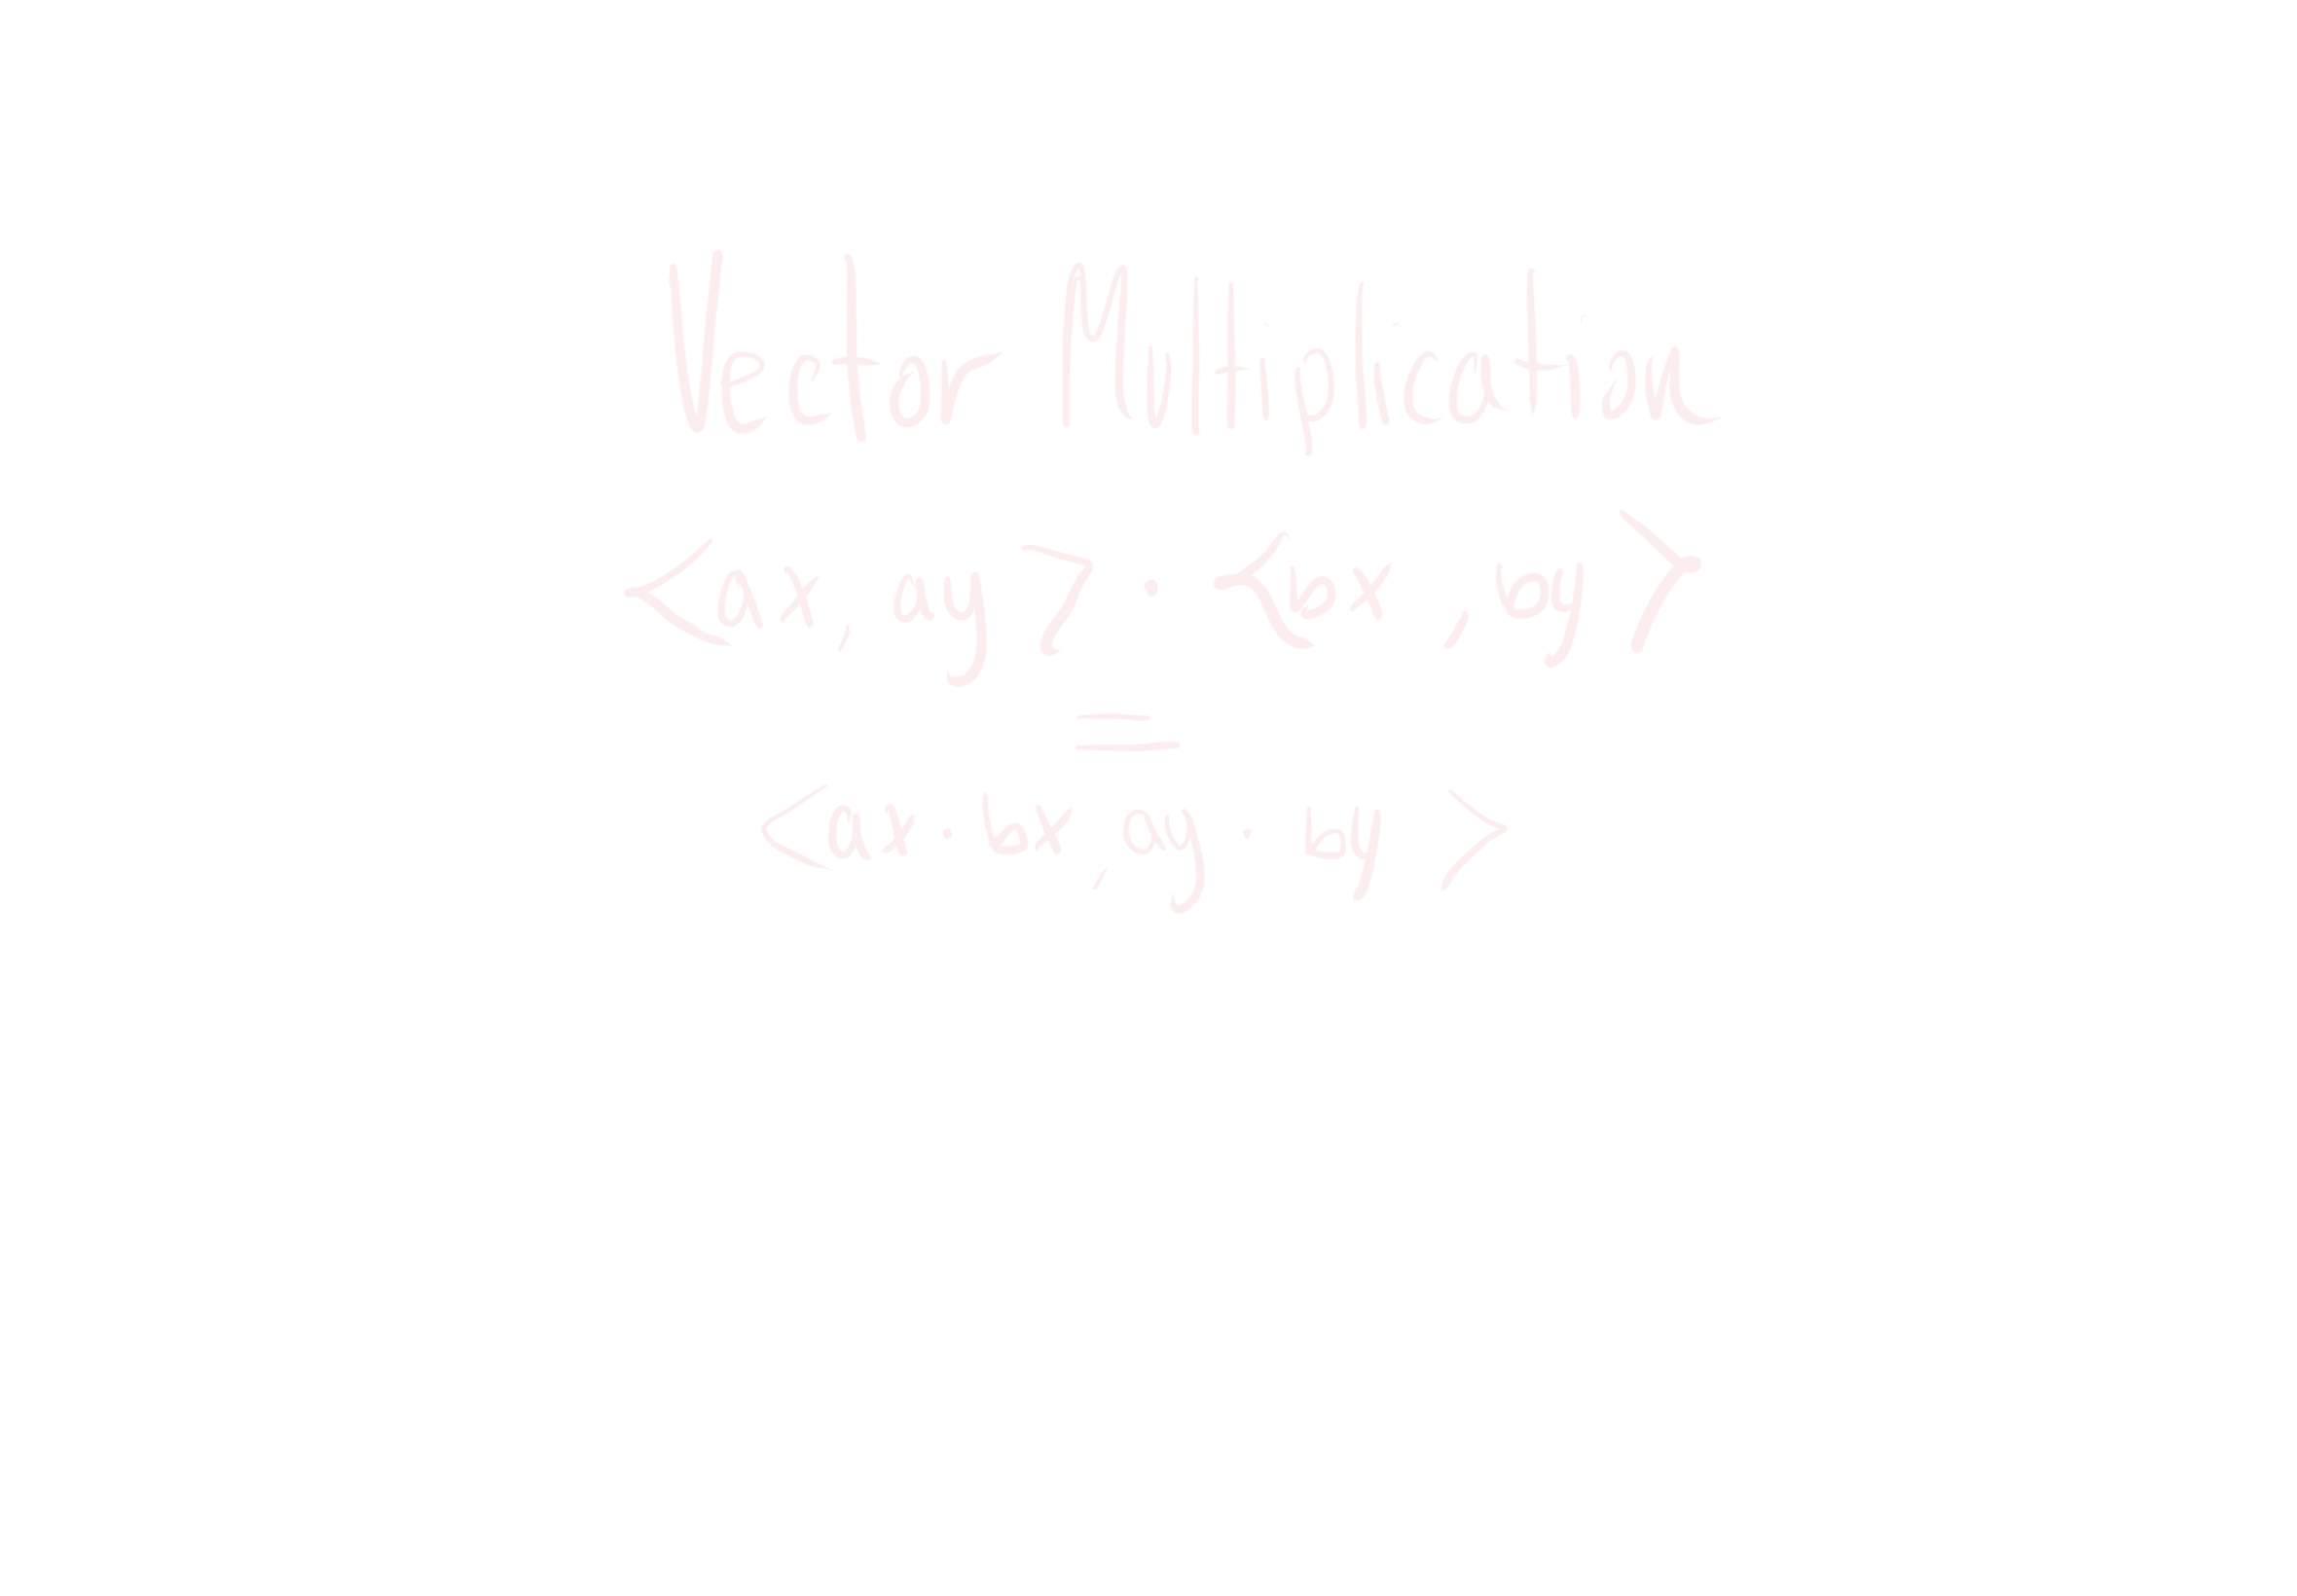 Vector Multiplication
<ax, ay> · <bx, by>
=
<ax · bx, ay · by>